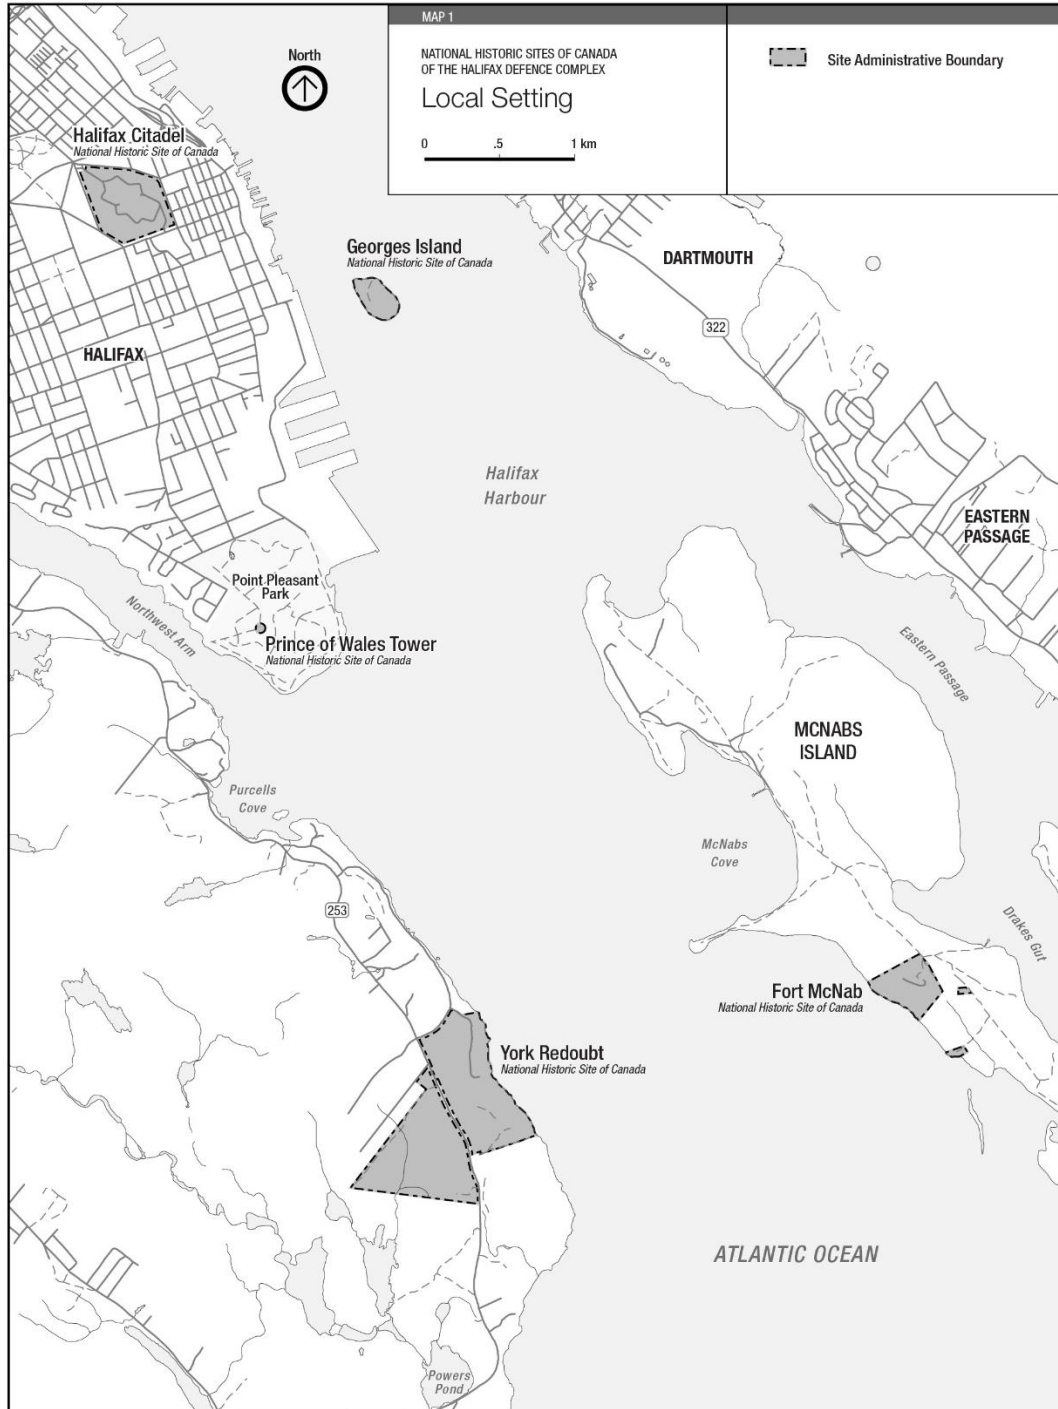 MAP 1
NATIONAL HISTORIC SITES OF CANADA
OF THE HALIFAX DEFENCE COMPLEX
Local Setting
0 .5 1 km
Site Administrative Boundary
North
Halifax Citadel
National Historic Site of Canada
Georges Island
National Historic Site of Canada
DARTMOUTH
322
HALIFAX
Halifax
Harbour
EASTERN
PASSAGE
Point Pleasant
Park
Northwest Arm
Prince of Wales Tower
National Historic Site of Canada
Eastern Passage
MCNABS
ISLAND
Purcells
Cove
McNabs
Cove
253
Drakes Gut
Fort McNab
National Historic Site of Canada
York Redoubt
National Historic Site of Canada
ATLANTIC OCEAN
Powers
Pond